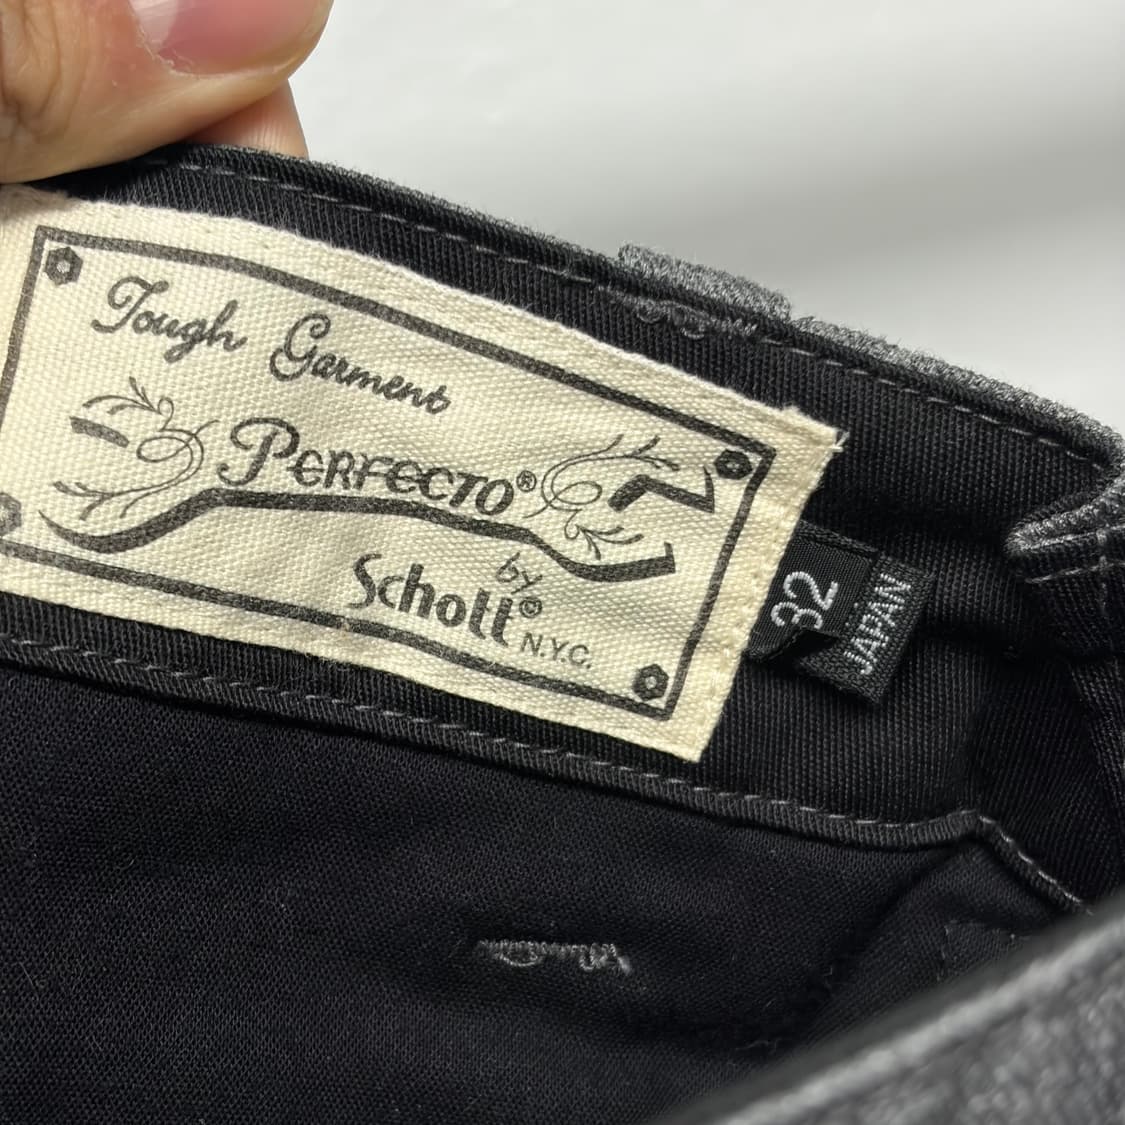 Tough Garment
PERFECTO®
by
Schott©
N.Y.C.
32
JAPAN